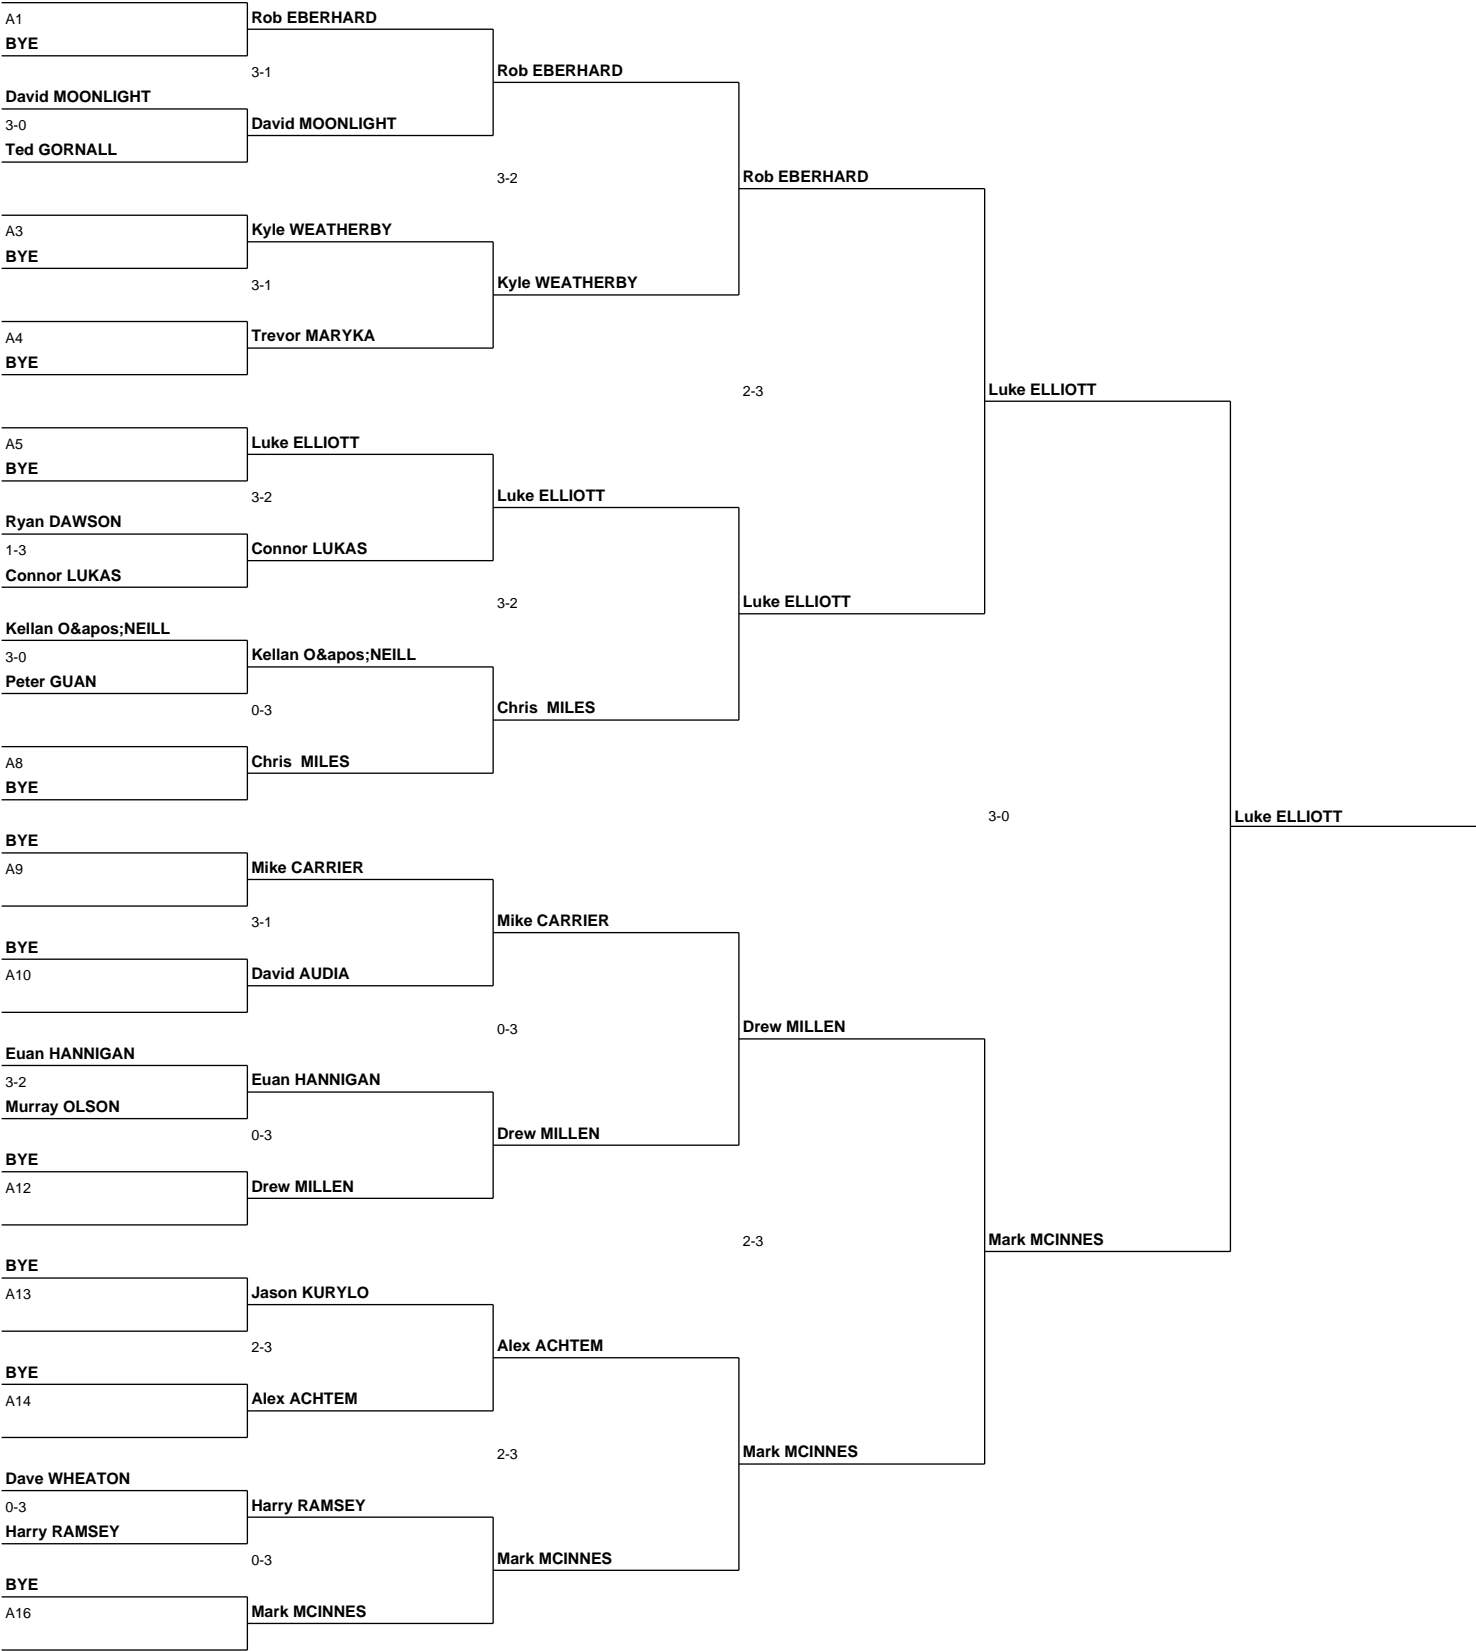 A1
BYE
David MOONLIGHT
3-0
Ted GORNALL
A3
BYE
A4
BYE
A5
BYE
Ryan DAWSON
1-3
Connor LUKAS
Kellan O&apos;NEILL
3-0
Peter GUAN
A8
BYE
BYE
A9
BYE
A10
Euan HANNIGAN
3-2
Murray OLSON
BYE
A12
BYE
A13
BYE
A14
Dave WHEATON
0-3
Harry RAMSEY
BYE
A16
Rob EBERHARD
3-1
David MOONLIGHT
Kyle WEATHERBY
3-1
Trevor MARYKA
Luke ELLIOTT
3-2
Connor LUKAS
Kellan O&apos;NEILL
0-3
Chris  MILES
Mike CARRIER
3-1
David AUDIA
Euan HANNIGAN
0-3
Drew MILLEN
Jason KURYLO
2-3
Alex ACHTEM
Harry RAMSEY
0-3
Mark MCINNES
Rob EBERHARD
3-2
Kyle WEATHERBY
Luke ELLIOTT
3-2
Chris  MILES
Mike CARRIER
0-3
Drew MILLEN
Alex ACHTEM
2-3
Mark MCINNES
Rob EBERHARD
2-3
Luke ELLIOTT
Drew MILLEN
2-3
Mark MCINNES
Luke ELLIOTT
3-0
Mark MCINNES
Luke ELLIOTT